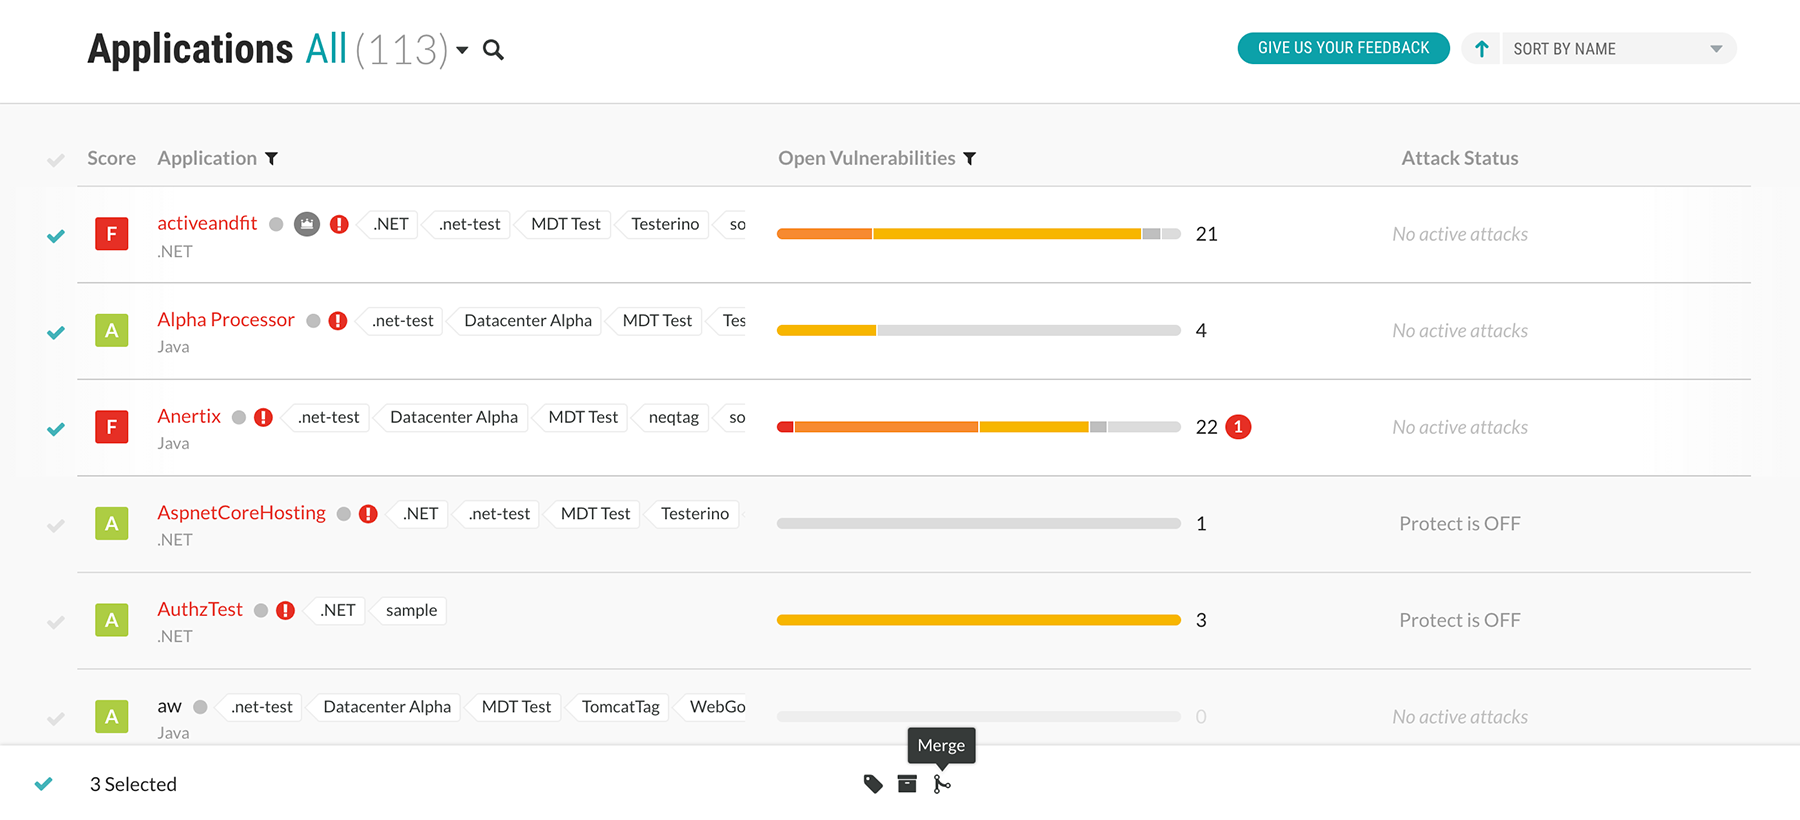 Applications All (113)
GIVE US YOUR FEEDBACK
SORT BY NAME
Score Application Open Vulnerabilities Attack Status
F activeandfit .NET .net-test MDT Test Testerino so 21 No active attacks
.NET
A Alpha Processor .net-test Datacenter Alpha MDT Test Tes 4 No active attacks
Java
F Anertix .net-test Datacenter Alpha MDT Test neqtag so 22 1 No active attacks
Java
A AspnetCoreHosting .NET .net-test MDT Test Testerino 1 Protect is OFF
.NET
A AuthzTest .NET sample 3 Protect is OFF
.NET
A aw .net-test Datacenter Alpha MDT Test TomcatTag WebGo 0 No active attacks
Java
Merge
3 Selected